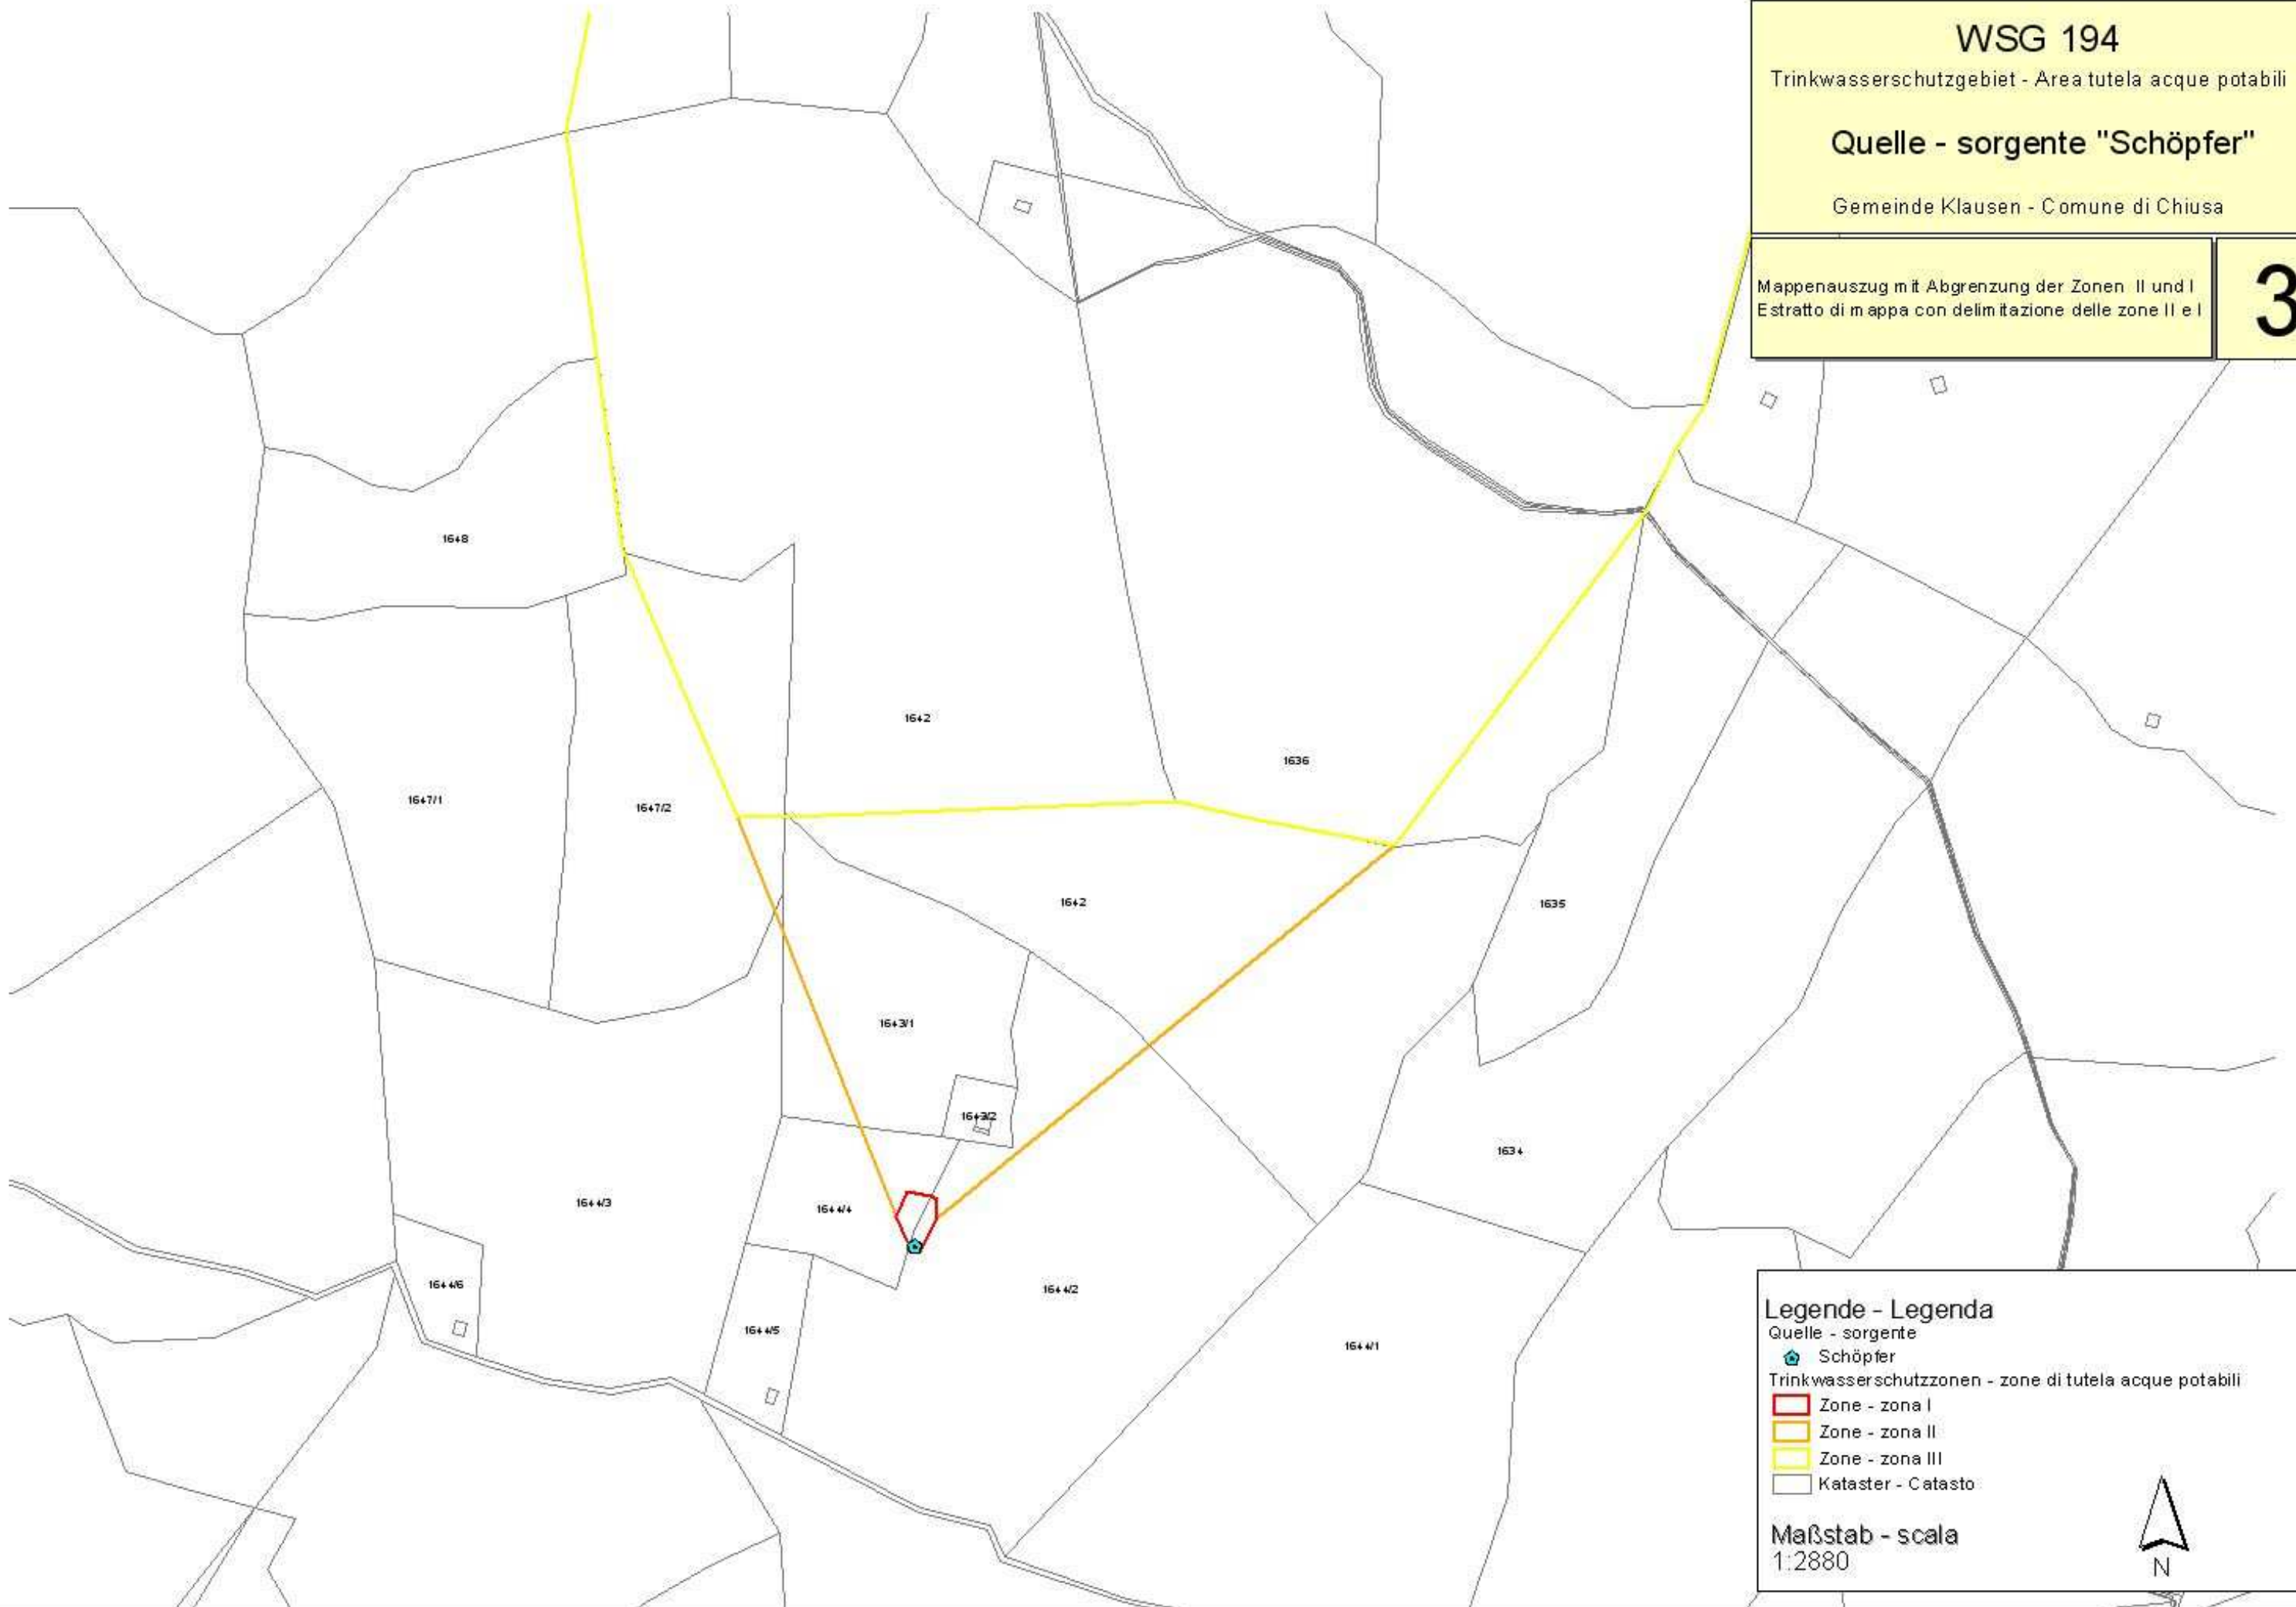 WSG 194
Trinkwasserschutzgebiet - Area tutela acque potabili
Quelle - sorgente "Schöpfer"
Gemeinde Klausen - Comune di Chiusa
Mappenauszug mit Abgrenzung der Zonen II und I
Estratto di mappa con delimitazione delle zone II e I
3
1648
1642
1636
1647/1
1647/2
1642
1635
1643/1
1643/2
1634
1644/3
1644/4
1644/6
1644/2
1644/5
1644/1
Legende - Legenda
Quelle - sorgente
Schöpfer
Trinkwasserschutzzonen - zone di tutela acque potabili
Zone - zona I
Zone - zona II
Zone - zona III
Kataster - Catasto
Maßstab - scala
1:2880
N